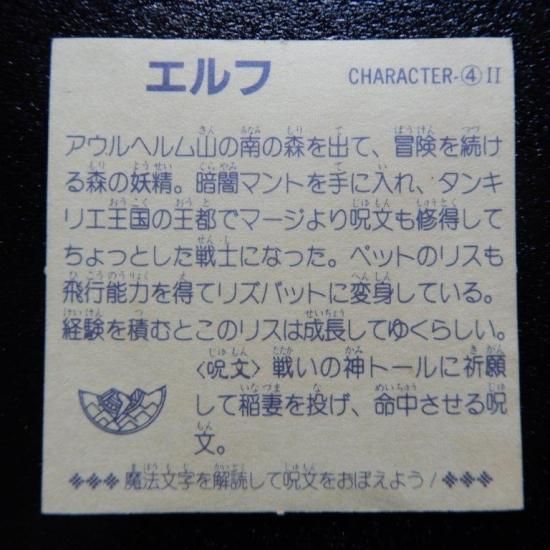 エルフ CHARACTER-④II
アウルヘルム山の南の森を出て、冒険を続け
る森の妖精。暗闇マントを手に入れ、タンキ
リエ王国の王都でマージより呪文も修得して
ちょっとした戦士になった。ペットのリスも
飛行能力を得てリズバットに変身している。
経験を積むとこのリスは成長してゆくらしい。
〈呪文〉戦いの神トールに祈願
して稲妻を投げ、命中させる呪
文。
魔法文字を解読して呪文をおぼえよう!